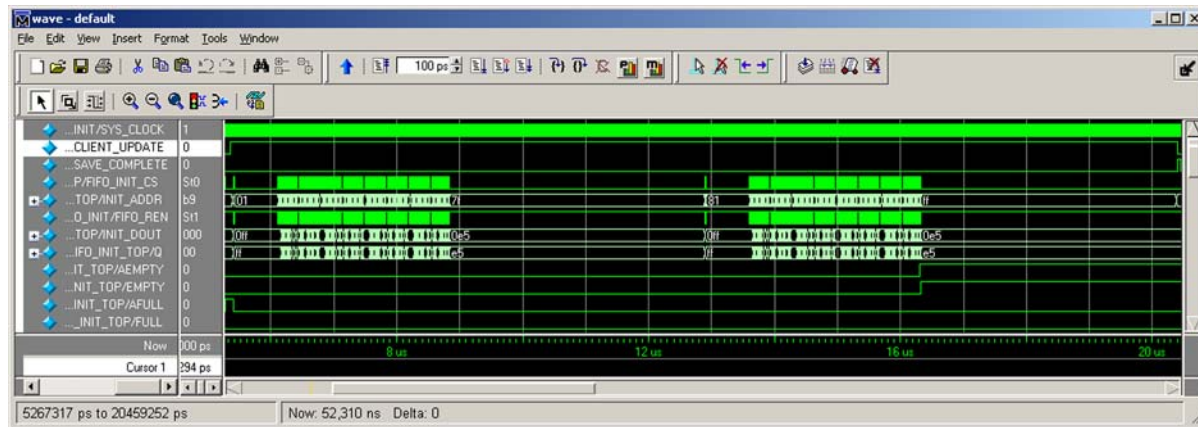 wave - default
File Edit View Insert Format Tools Window
100 ps
...INIT/SYS_CLOCK 1
...CLIENT_UPDATE 0
...SAVE_COMPLETE 0
...P/FIFO_INIT_CS St0
...TOP/INIT_ADDR b9 01 7f 81 ff
...O_INIT/FIFO_REN St1
...TOP/INIT_DOUT 000 0ff 0e5 0ff 0e5
...IFO_INIT_TOP/Q 00 ff e5 ff e5
...IT_TOP/AEMPTY 0
...NIT_TOP/EMPTY 0
...INIT_TOP/AFULL 0
..._INIT_TOP/FULL 0
Now 000 ps 8 us 12 us 16 us 20 us
Cursor 1 294 ps
5267317 ps to 20459252 ps Now: 52,310 ns Delta: 0